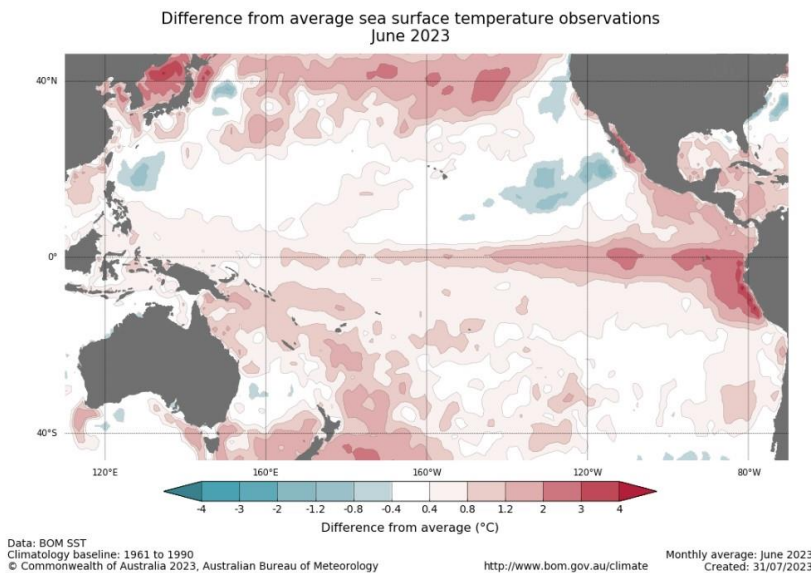 Difference from average sea surface temperature observations
June 2023
40°N
0°
40°S
120°E 160°E 160°W 120°W 80°W
-4 -3 -2 -1.2 -0.8 -0.4 0.4 0.8 1.2 2 3 4
Difference from average (°C)
Data: BOM SST
Climatology baseline: 1961 to 1990
© Commonwealth of Australia 2023, Australian Bureau of Meteorology
http://www.bom.gov.au/climate
Monthly average: June 2023
Created: 31/07/2023